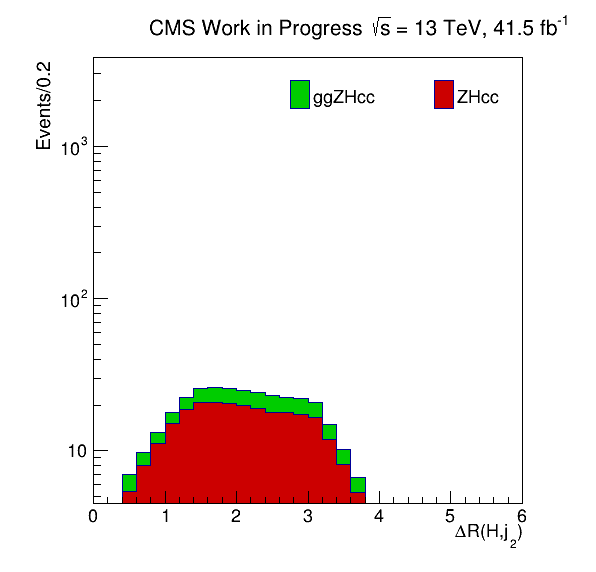 CMS Work in Progress √s = 13 TeV, 41.5 fb⁻¹
Events/0.2
ggZHcc
ZHcc
10³
10²
10
0 1 2 3 4 5 6
ΔR(H,j₂)